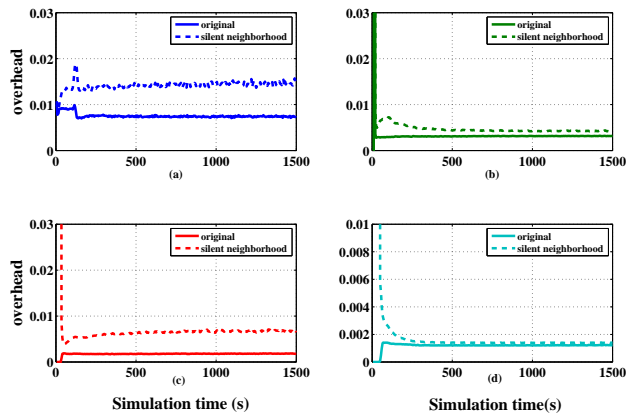 0.03
0.02
0.01
0
overhead
original
silent neighborhood
0
500
1000
1500
(a)
0.03
0.02
0.01
0
original
silent neighborhood
0
500
1000
1500
(b)
0.03
0.02
0.01
overhead
original
silent neighborhood
0
500
1000
1500
(c)
Simulation time (s)
0.01
0.008
0.006
0.004
0.002
original
silent neighborhood
0
500
1000
1500
(d)
Simulation time(s)